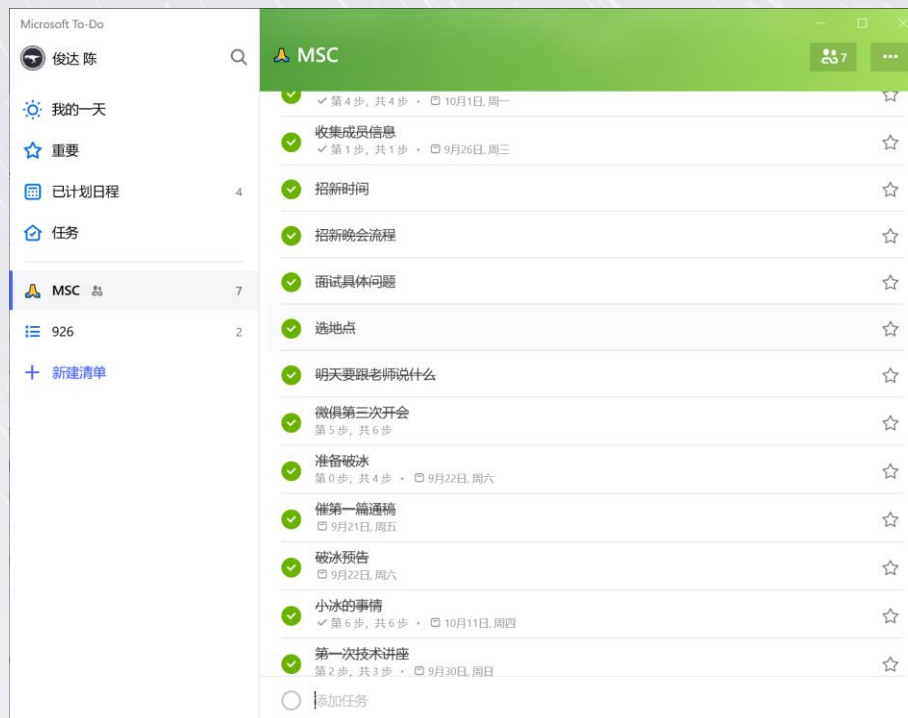 Microsoft To-Do
俊达 陈
我的一天
重要
已计划日程 4
任务
MSC 7
926 2
新建清单
MSC
7
第 4 步，共 4 步 • 10月1日, 周一
收集成员信息
第 1 步，共 1 步 • 9月26日, 周三
招新时间
招新晚会流程
面试具体问题
选地点
明天要跟老师说什么
微俱第三次开会
第 5 步，共 6 步
准备破冰
第 0 步，共 4 步 • 9月22日, 周六
催第一篇通稿
9月21日, 周五
破冰预告
9月22日, 周六
小冰的事情
第 6 步，共 6 步 • 10月11日, 周四
第一次技术讲座
第 2 步，共 3 步 • 9月30日, 周日
添加任务